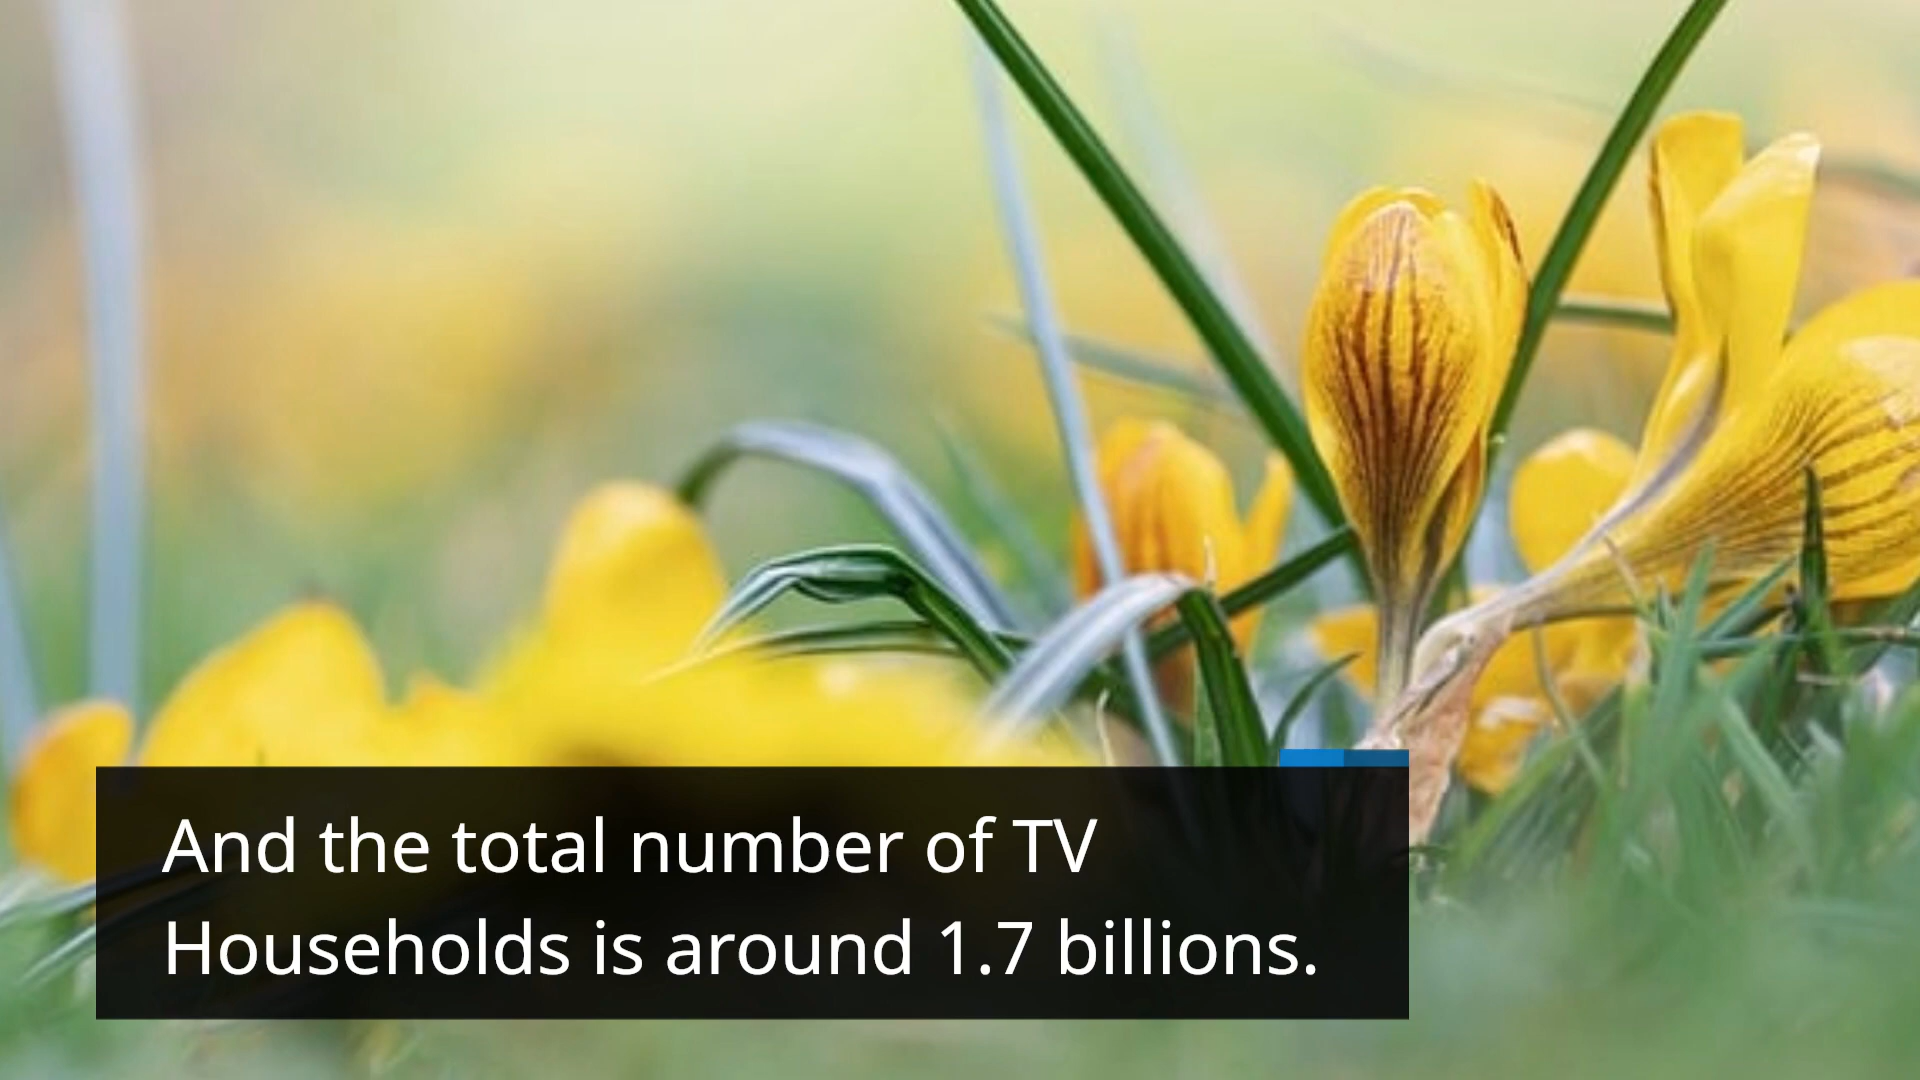 And the total number of TV
Households is around 1.7 billions.